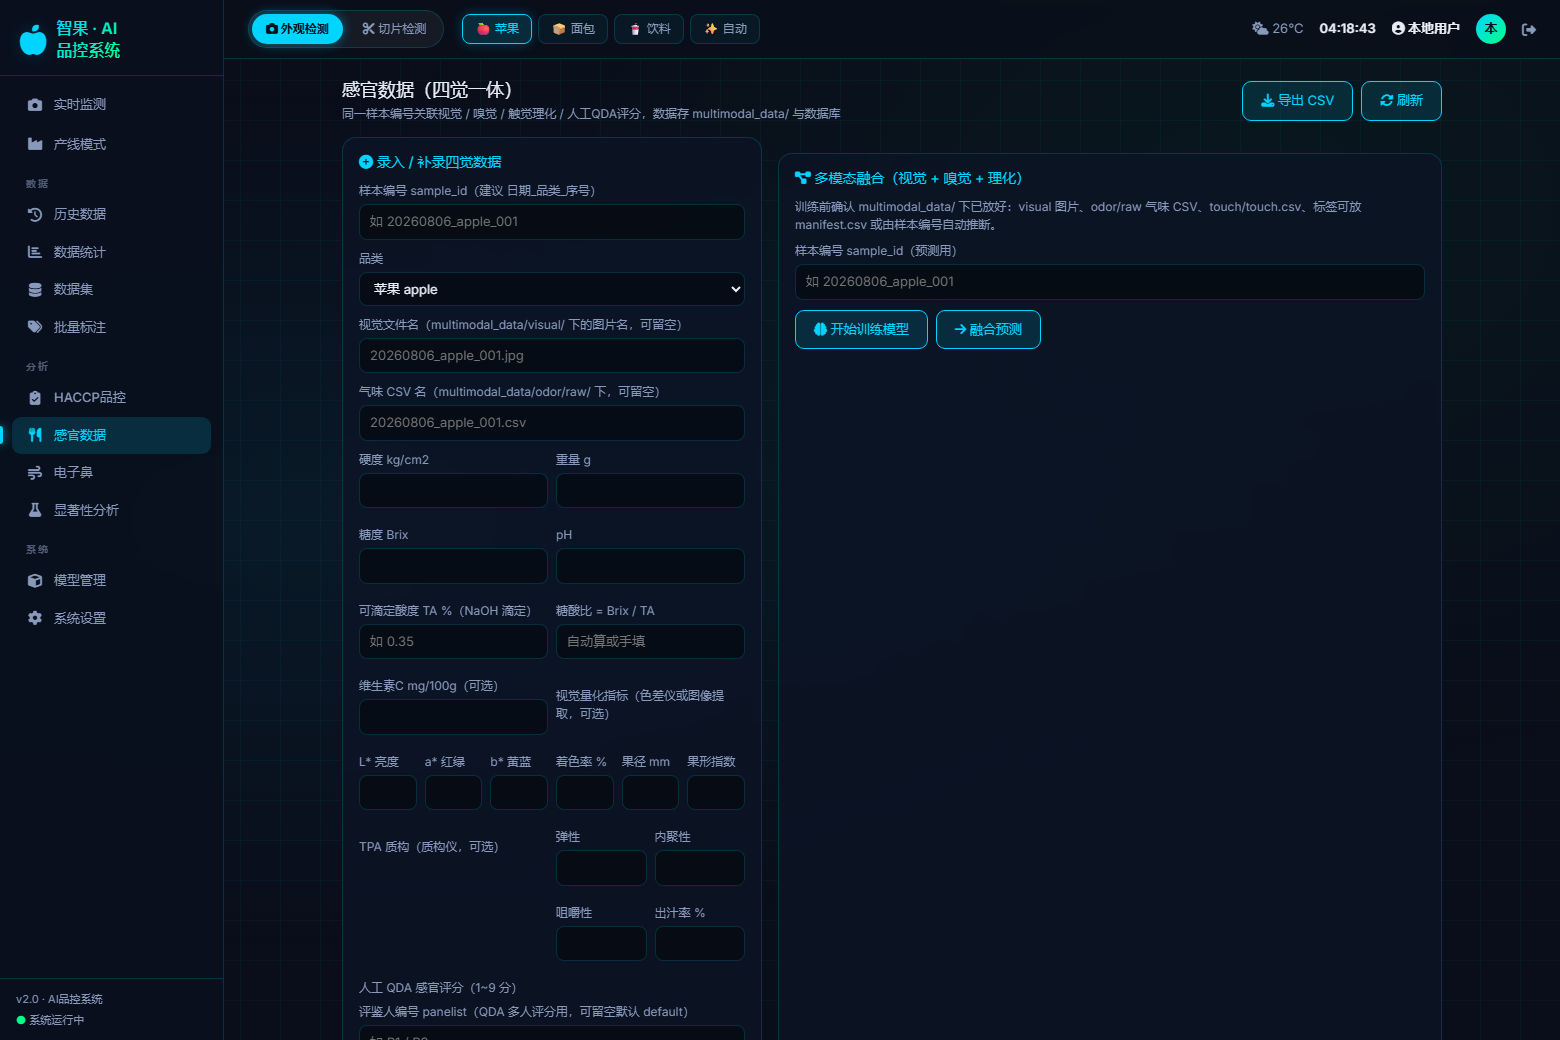 智果 · AI
品控系统
外观检测
切片检测
苹果
面包
饮料
自动
26°C
04:18:43
本地用户
本
实时监测
产线模式
数据
历史数据
数据统计
数据集
批量标注
分析
HACCP品控
感官数据
电子鼻
显著性分析
系统
模型管理
系统设置
v2.0 · AI品控系统
系统运行中
感官数据（四觉一体）
同一样本编号关联视觉 / 嗅觉 / 触觉理化 / 人工QDA评分，数据存 multimodal_data/ 与数据库
导出 CSV
刷新
录入 / 补录四觉数据
样本编号 sample_id（建议 日期_品类_序号）
如 20260806_apple_001
品类
苹果 apple
视觉文件名（multimodal_data/visual/ 下的图片名，可留空）
20260806_apple_001.jpg
气味 CSV 名（multimodal_data/odor/raw/ 下，可留空）
20260806_apple_001.csv
硬度 kg/cm2
重量 g
糖度 Brix
pH
可滴定酸度 TA %（NaOH 滴定）
糖酸比 = Brix / TA
如 0.35
自动算或手填
维生素C mg/100g（可选）
视觉量化指标（色差仪或图像提
取，可选）
L* 亮度
a* 红绿
b* 黄蓝
着色率 %
果径 mm
果形指数
TPA 质构（质构仪，可选）
弹性
内聚性
咀嚼性
出汁率 %
人工 QDA 感官评分（1~9 分）
评鉴人编号 panelist（QDA 多人评分用，可留空默认 default）
多模态融合（视觉 + 嗅觉 + 理化）
训练前确认 multimodal_data/ 下已放好：visual 图片、odor/raw 气味 CSV、touch/touch.csv、标签可放
manifest.csv 或由样本编号自动推断。
样本编号 sample_id（预测用）
如 20260806_apple_001
开始训练模型
融合预测